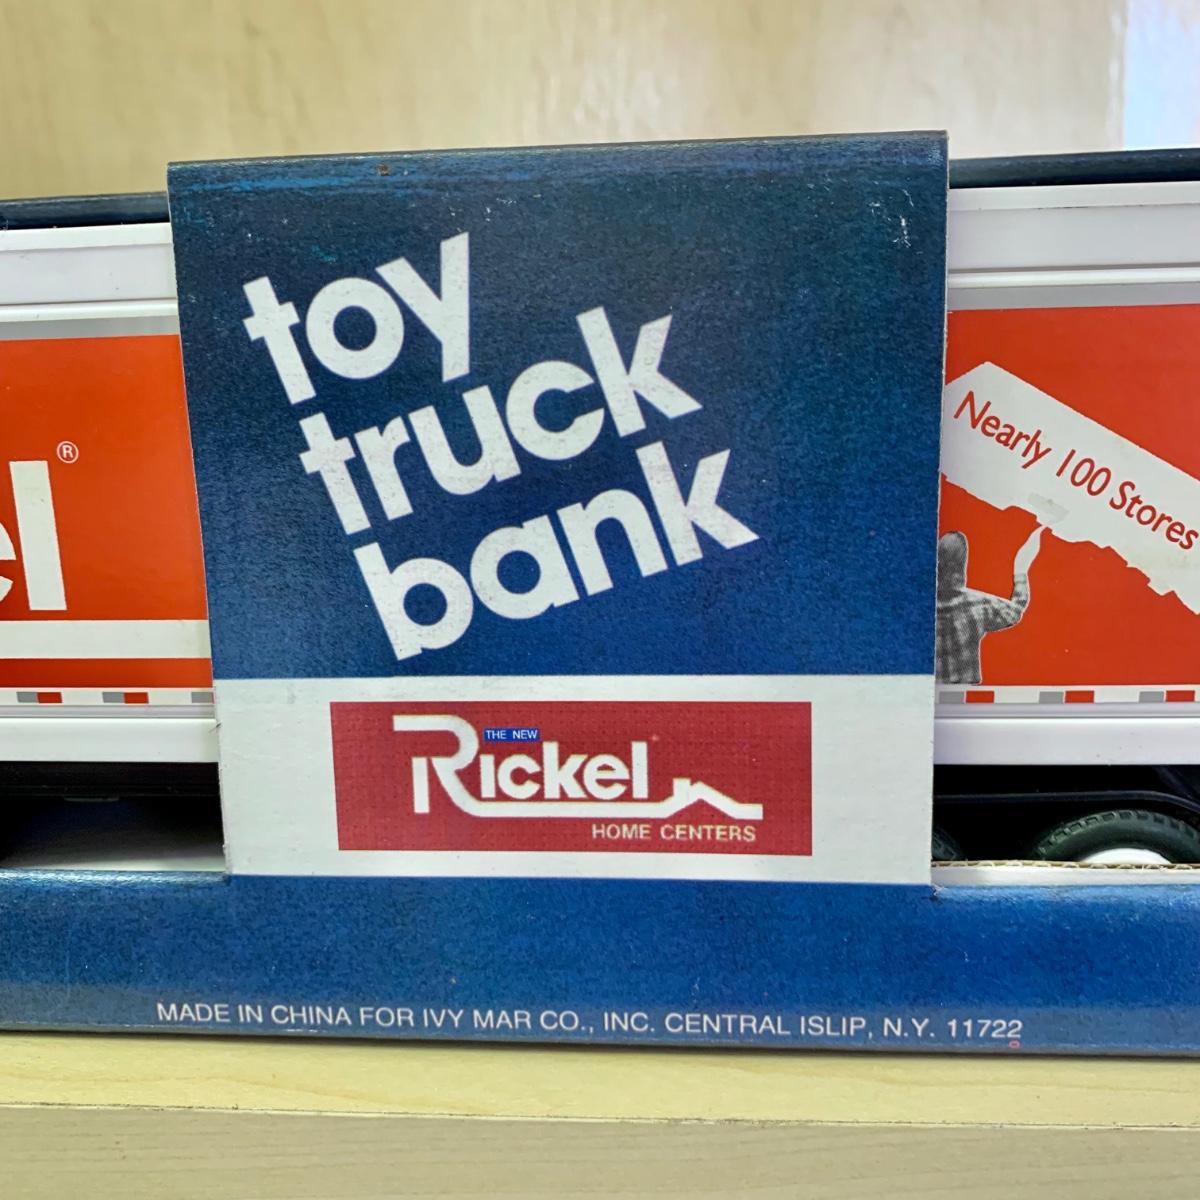 toy
truck
bank
el®
Nearly 100 Stores
THE NEW
Rickel
HOME CENTERS
MADE IN CHINA FOR IVY MAR CO., INC. CENTRAL ISLIP, N.Y. 11722